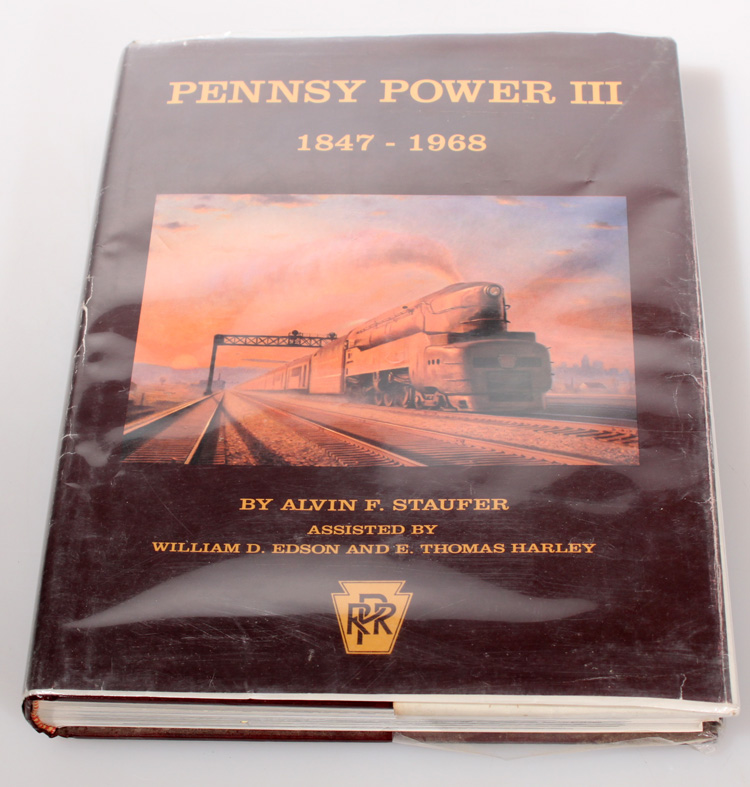 PENNSY POWER III
1847 - 1968
BY ALVIN F. STAUFER
ASSISTED BY
WILLIAM D. EDSON AND E. THOMAS HARLEY
PRR